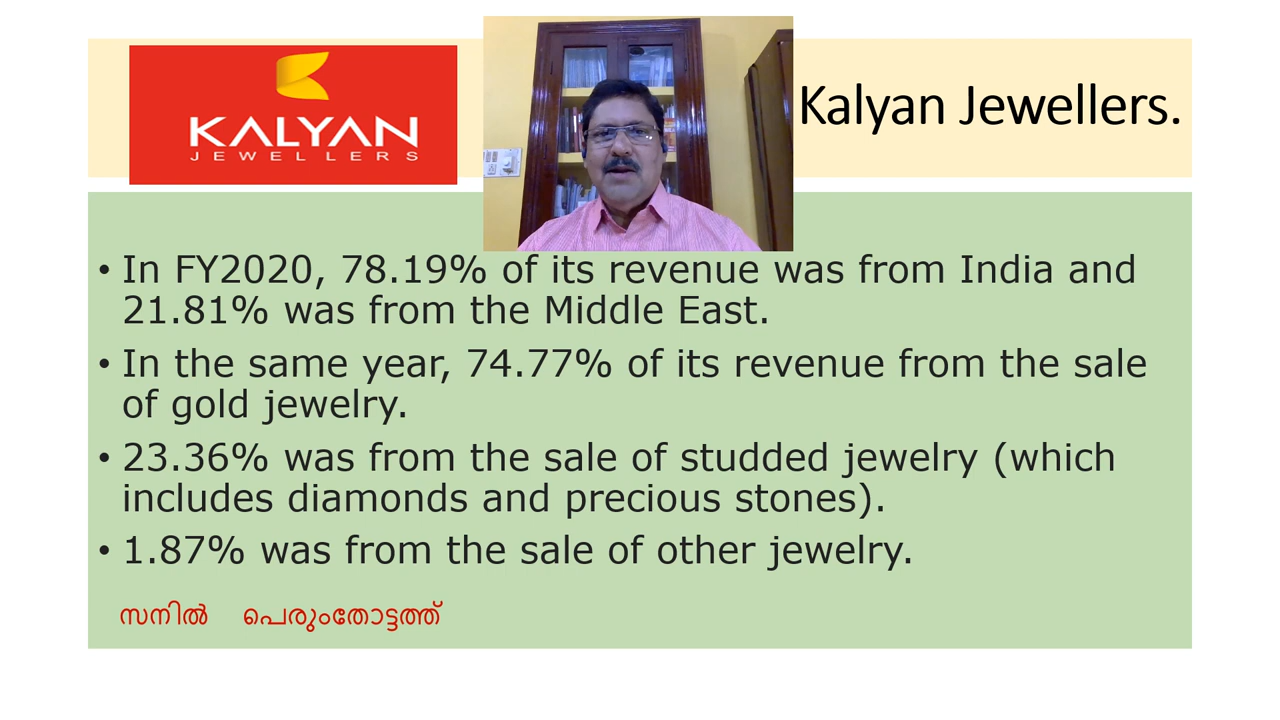 KALYAN
JEWELLERS
Kalyan Jewellers.
• In FY2020, 78.19% of its revenue was from India and
21.81% was from the Middle East.
• In the same year, 74.77% of its revenue from the sale
of gold jewelry.
• 23.36% was from the sale of studded jewelry (which
includes diamonds and precious stones).
• 1.87% was from the sale of other jewelry.
സനിൽ പെരുംതോട്ടത്ത്